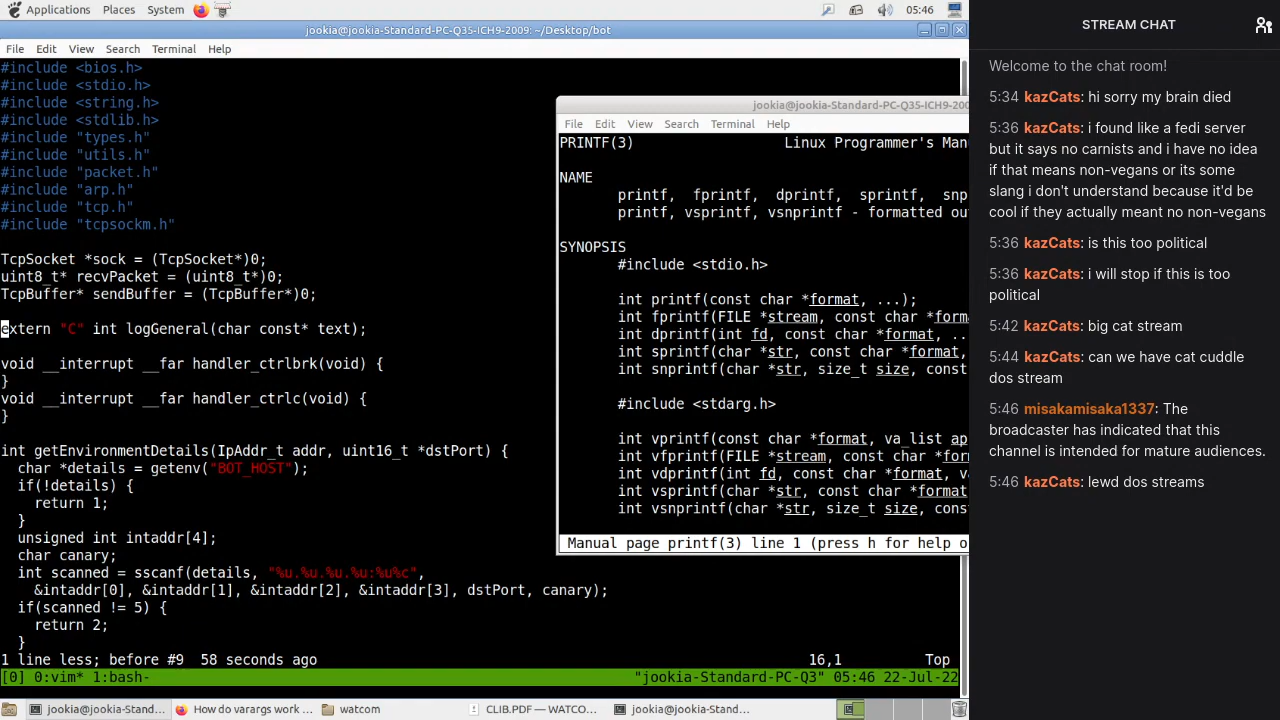 Applications Places System 05:46
jookia@jookia-Standard-PC-Q35-ICH9-2009: ~/Desktop/bot
File Edit View Search Terminal Help
#include <bios.h>
#include <stdio.h>
#include <string.h>
#include <stdlib.h>
#include "types.h"
#include "utils.h"
#include "packet.h"
#include "arp.h"
#include "tcp.h"
#include "tcpsockm.h"
TcpSocket *sock = (TcpSocket*)0;
uint8_t* recvPacket = (uint8_t*)0;
TcpBuffer* sendBuffer = (TcpBuffer*)0;
extern "C" int logGeneral(char const* text);
void __interrupt __far handler_ctrlbrk(void) {
}
void __interrupt __far handler_ctrlc(void) {
}
int getEnvironmentDetails(IpAddr_t addr, uint16_t *dstPort) {
char *details = getenv("BOT_HOST");
if(!details) {
return 1;
}
unsigned int intaddr[4];
char canary;
int scanned = sscanf(details, "%u.%u.%u.%u:%u%c",
&intaddr[0], &intaddr[1], &intaddr[2], &intaddr[3], dstPort, canary);
if(scanned != 5) {
return 2;
}
1 line less; before #9 58 seconds ago 16,1 Top
[0] 0:vim* 1:bash- "jookia-Standard-PC-Q3" 05:46 22-Jul-22
jookia@jookia-Standard-PC-Q35-ICH9-200
File Edit View Search Terminal Help
PRINTF(3) Linux Programmer's Man
NAME
printf, fprintf, dprintf, sprintf, snp
printf, vsprintf, vsnprintf - formatted ou
SYNOPSIS
#include <stdio.h>
int printf(const char *format, ...);
int fprintf(FILE *stream, const char *form
int dprintf(int fd, const char *format, ..
int sprintf(char *str, const char *format,
int snprintf(char *str, size_t size, const
#include <stdarg.h>
int vprintf(const char *format, va_list ap
int vfprintf(FILE *stream, const char *form
int vdprintf(int fd, const char *format, va
int vsprintf(char *str, const char *format
int vsnprintf(char *str, size_t size, cons
Manual page printf(3) line 1 (press h for help o
jookia@jookia-Stand... How do varargs work ... watcom CLIB.PDF — WATCO... jookia@jookia-Stand...
STREAM CHAT
Welcome to the chat room!
5:34 kazCats: hi sorry my brain died
5:36 kazCats: i found like a fedi server
but it says no carnists and i have no idea
if that means non-vegans or its some
slang i don't understand because it'd be
cool if they actually meant no non-vegans
5:36 kazCats: is this too political
5:36 kazCats: i will stop if this is too
political
5:42 kazCats: big cat stream
5:44 kazCats: can we have cat cuddle
dos stream
5:46 misakamisaka1337: The
broadcaster has indicated that this
channel is intended for mature audiences.
5:46 kazCats: lewd dos streams